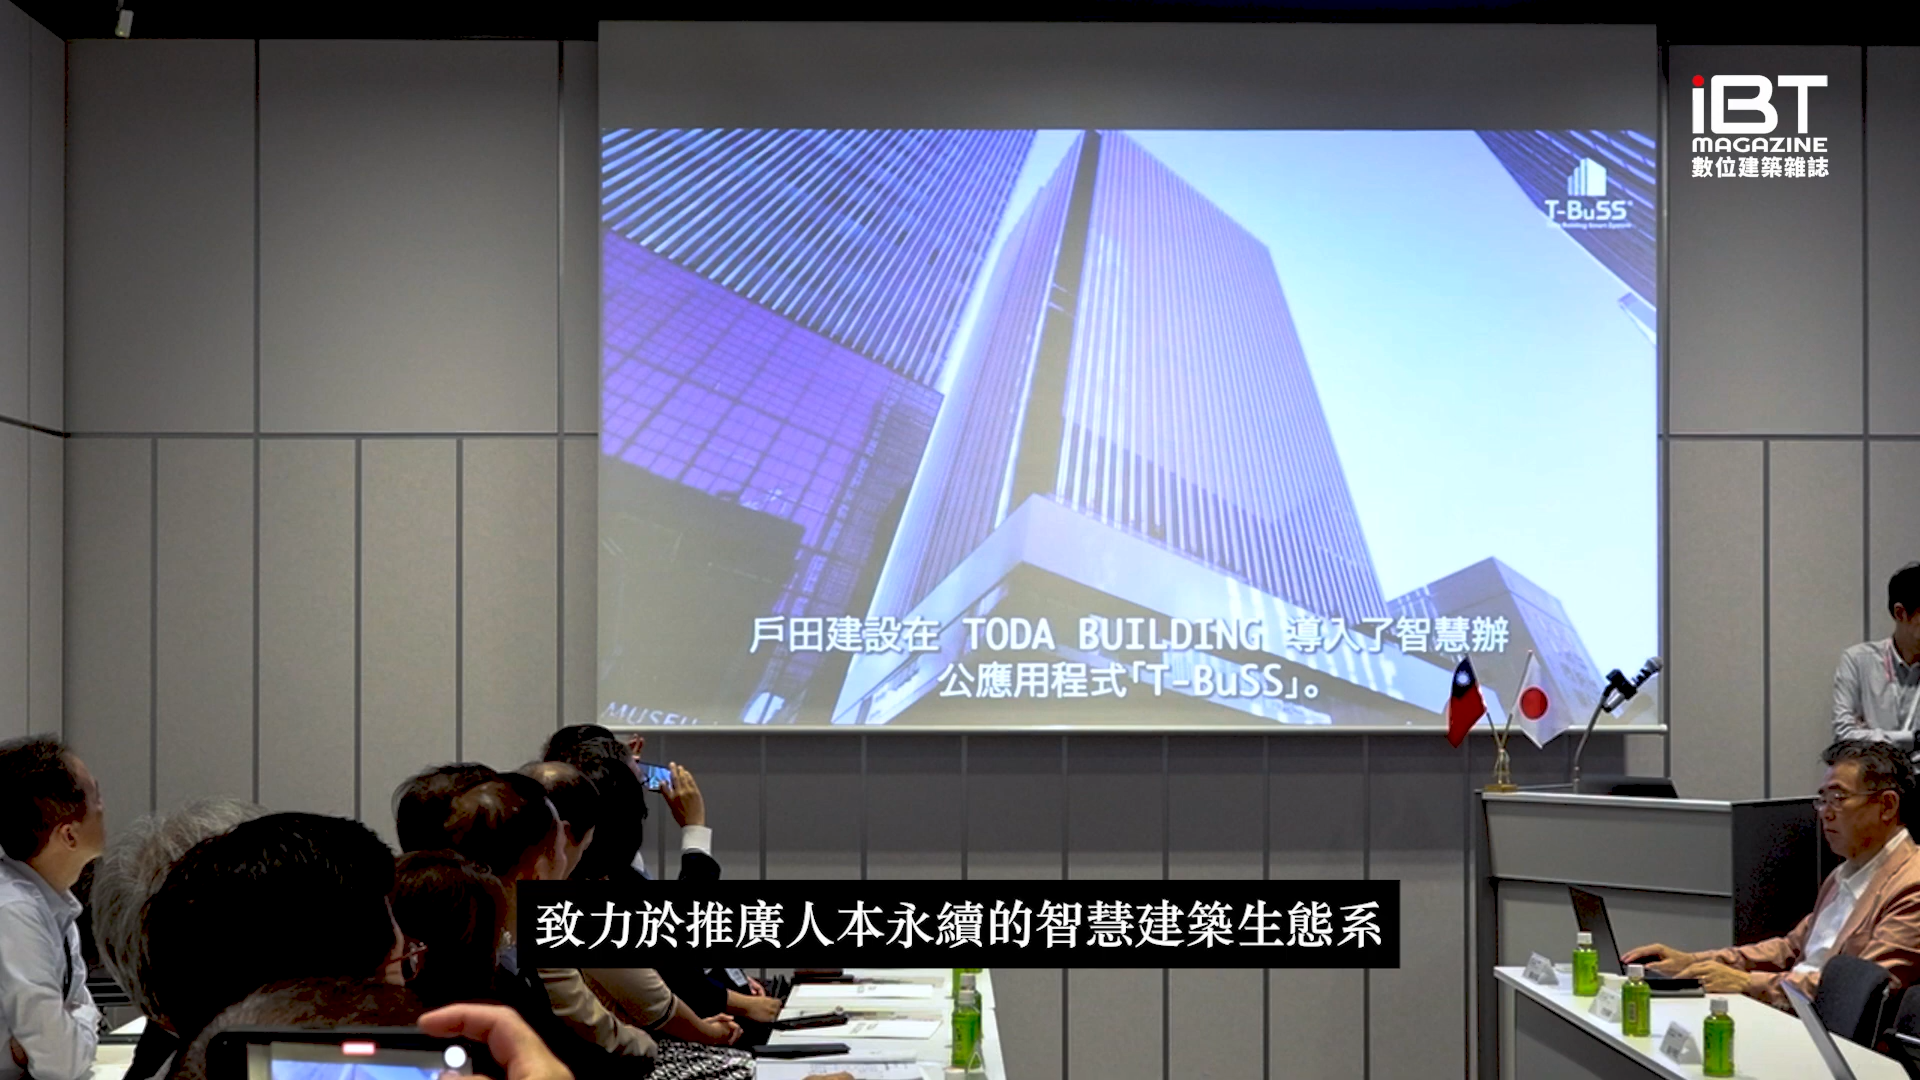 iBT
MAGAZINE
數位建築雜誌
T-BuSS
戶田建設在 TODA BUILDING 導入了智慧辦
公應用程式「T-BuSS」。
致力於推廣人本永續的智慧建築生態系